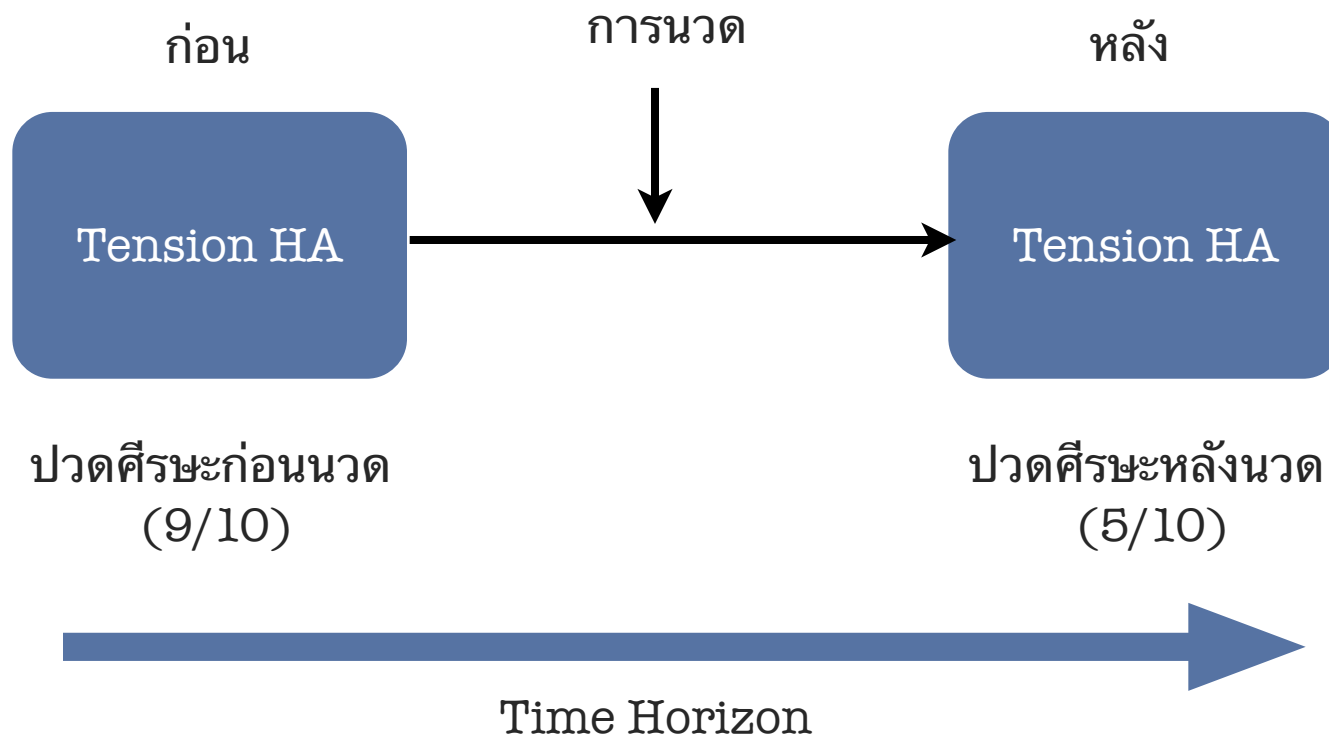 ก่อน
การนวด
หลัง
Tension HA
Tension HA
ปวดศีรษะก่อนนวด
(9/10)
ปวดศีรษะหลังนวด
(5/10)
Time Horizon